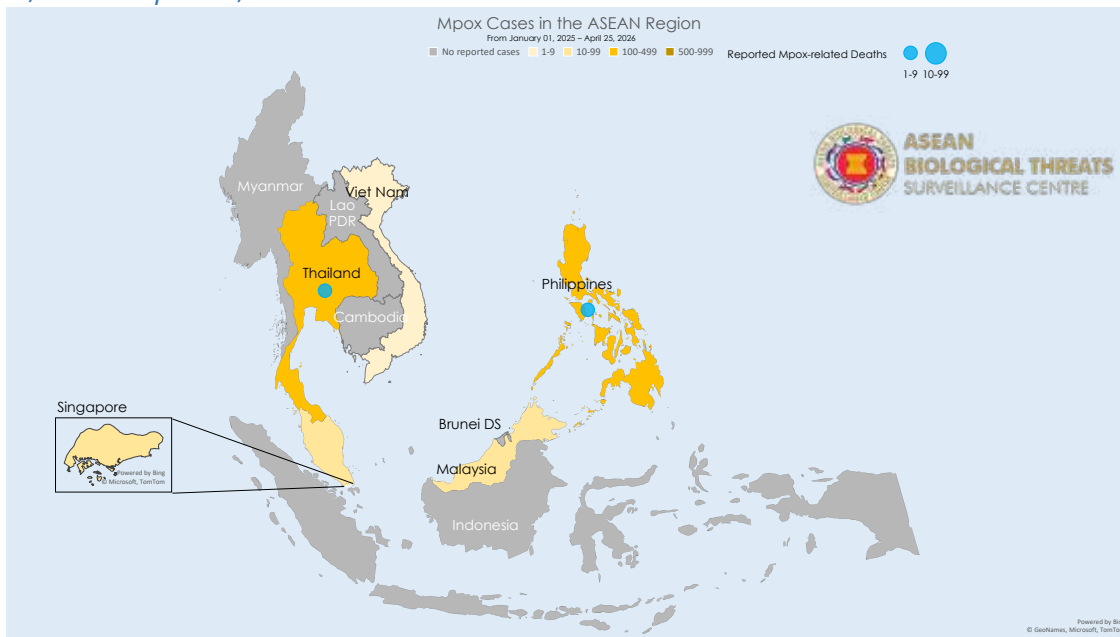 Mpox Cases in the ASEAN Region
From January 01, 2025 – April 25, 2026
No reported cases 1-9 10-99 100-499 500-999
Reported Mpox-related Deaths
1-9 10-99
ASEAN
BIOLOGICAL THREATS
SURVEILLANCE CENTRE
Myanmar
Viet Nam
Lao
PDR
Thailand
Philippines
Cambodia
Singapore
Powered by Bing
© Microsoft, TomTom
Brunei DS
Malaysia
Indonesia
Powered by Bing
© GeoNames, Microsoft, TomTom